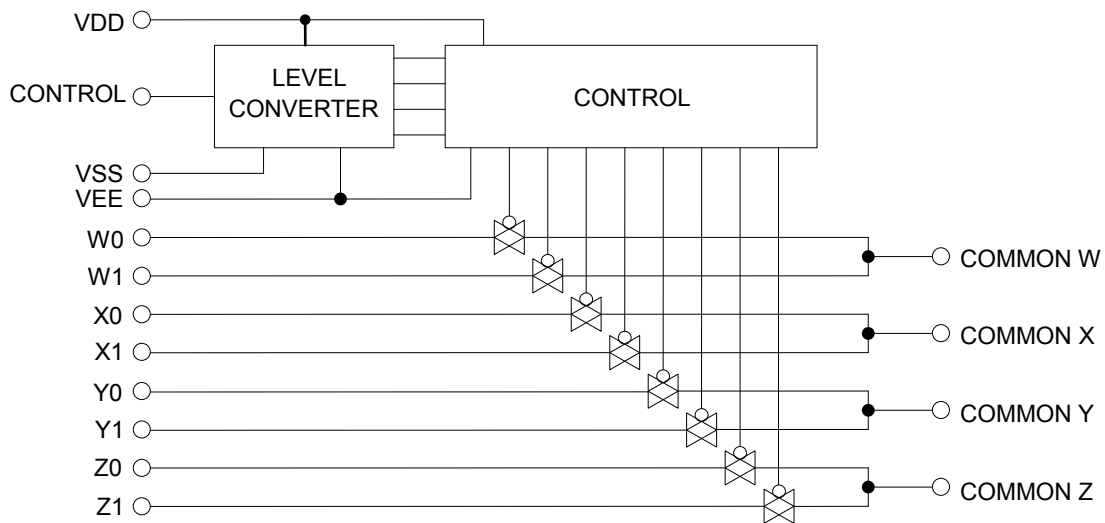 VDD
LEVEL
CONVERTER
CONTROL
CONTROL
VSS
VEE
W0
W1
COMMON W
X0
X1
COMMON X
Y0
Y1
COMMON Y
Z0
Z1
COMMON Z